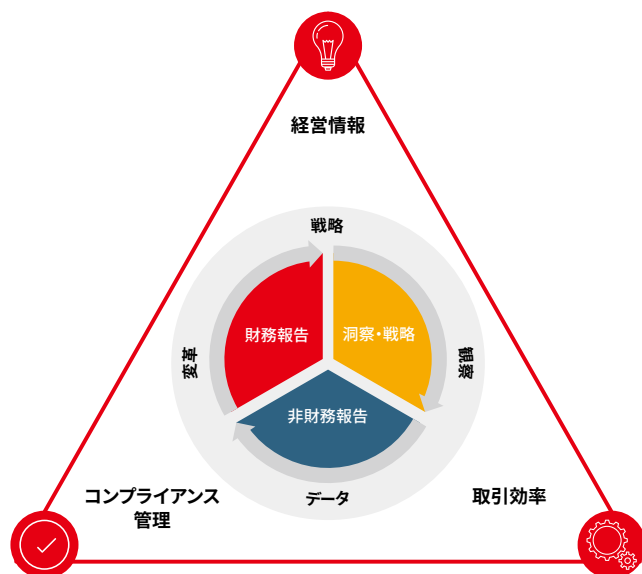 経営情報
戦略
財務報告
洞察・戦略
変革
観察
非財務報告
コンプライアンス
管理
データ
取引効率